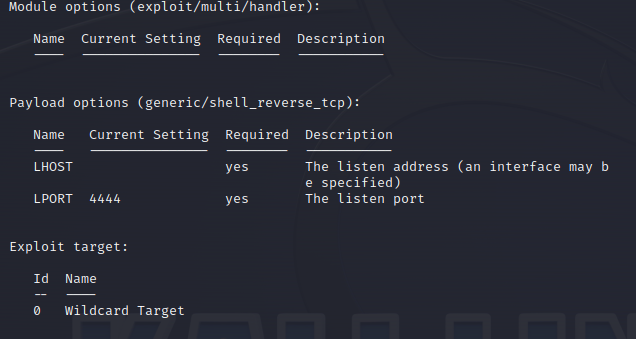 Module options (exploit/multi/handler):
Name  Current Setting  Required  Description
----  ---------------  --------  -----------
Payload options (generic/shell_reverse_tcp):
Name   Current Setting  Required  Description
----   ---------------  --------  -----------
LHOST                   yes       The listen address (an interface may b
e specified)
LPORT  4444             yes       The listen port
Exploit target:
Id  Name
--  ----
0   Wildcard Target